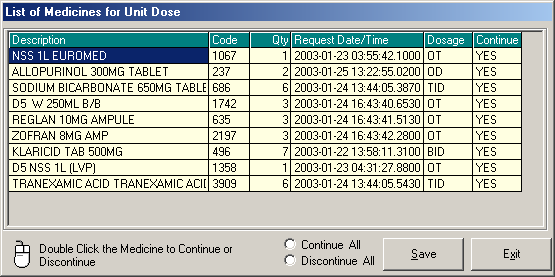 List of Medicines for Unit Dose
Description Code Qty Request Date/Time Dosage Continue
NSS 1L EUROMED 1067 1 2003-01-23 03:55:42.1000 OT YES
ALLOPURINOL 300MG TABLET 237 2 2003-01-25 13:22:55.0200 OD YES
SODIUM BICARBONATE 650MG TABLE 686 6 2003-01-24 13:44:05.3870 TID YES
D5 W 250ML B/B 1742 3 2003-01-24 16:43:40.6530 OT YES
REGLAN 10MG AMPULE 635 3 2003-01-24 16:43:41.5130 OT YES
ZOFRAN 8MG AMP 2197 3 2003-01-24 16:43:42.2800 OT YES
KLARICID TAB 500MG 496 7 2003-01-22 13:58:11.3100 BID YES
D5 NSS 1L (LVP) 1358 1 2003-01-23 04:31:27.8800 OT YES
TRANEXAMIC ACID TRANEXAMIC ACID 3909 6 2003-01-24 13:44:05.5430 TID YES
Double Click the Medicine to Continue or
Discontinue
Continue All
Discontinue All
Save
Exit